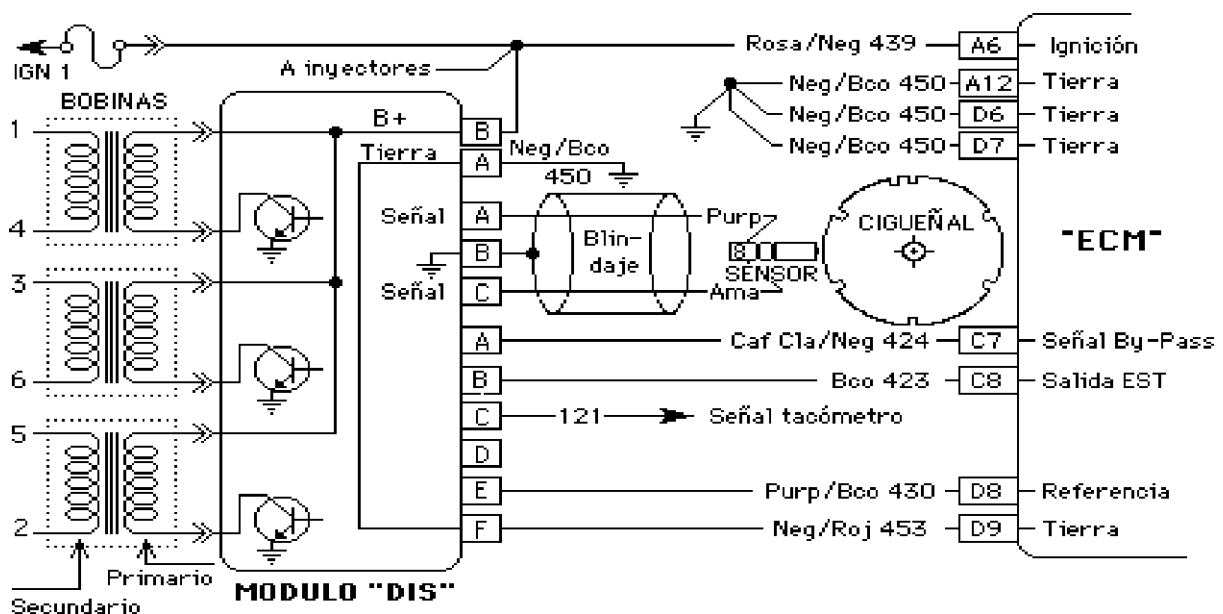 IGN 1
A inyectores
Rosa/Neg 439
A6
Ignición
Neg/Bco 450
A12
Tierra
Neg/Bco 450
D6
Tierra
Neg/Bco 450
D7
Tierra
BOBINAS
1
4
3
6
5
2
B+
B
Tierra
A
Neg/Bco
450
Señal
A
B
Señal
C
Blin-
daje
Purp
8
SENSOR
Ama
CIGUEÑAL
"ECM"
A
Caf Cla/Neg 424
C7
Señal By-Pass
B
Bco 423
C8
Salida EST
C
121
Señal tacómetro
D
E
Purp/Bco 430
D8
Referencia
F
Neg/Roj 453
D9
Tierra
Primario
Secundario
MODULO "DIS"